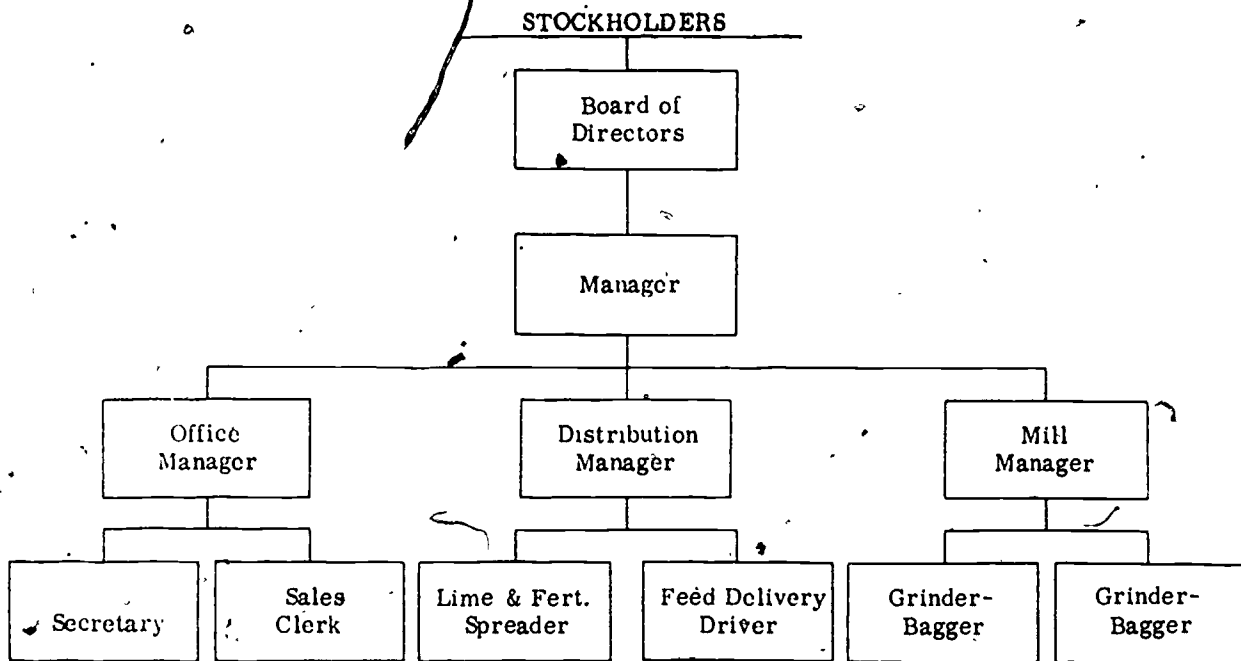 STOCKHOLDERS
Board of
Directors
Manager
Office
Manager
Distribution
Manager
Mill
Manager
Secretary
Sales
Clerk
Lime & Fert.
Spreader
Feed Delivery
Driver
Grinder-
Bagger
Grinder-
Bagger